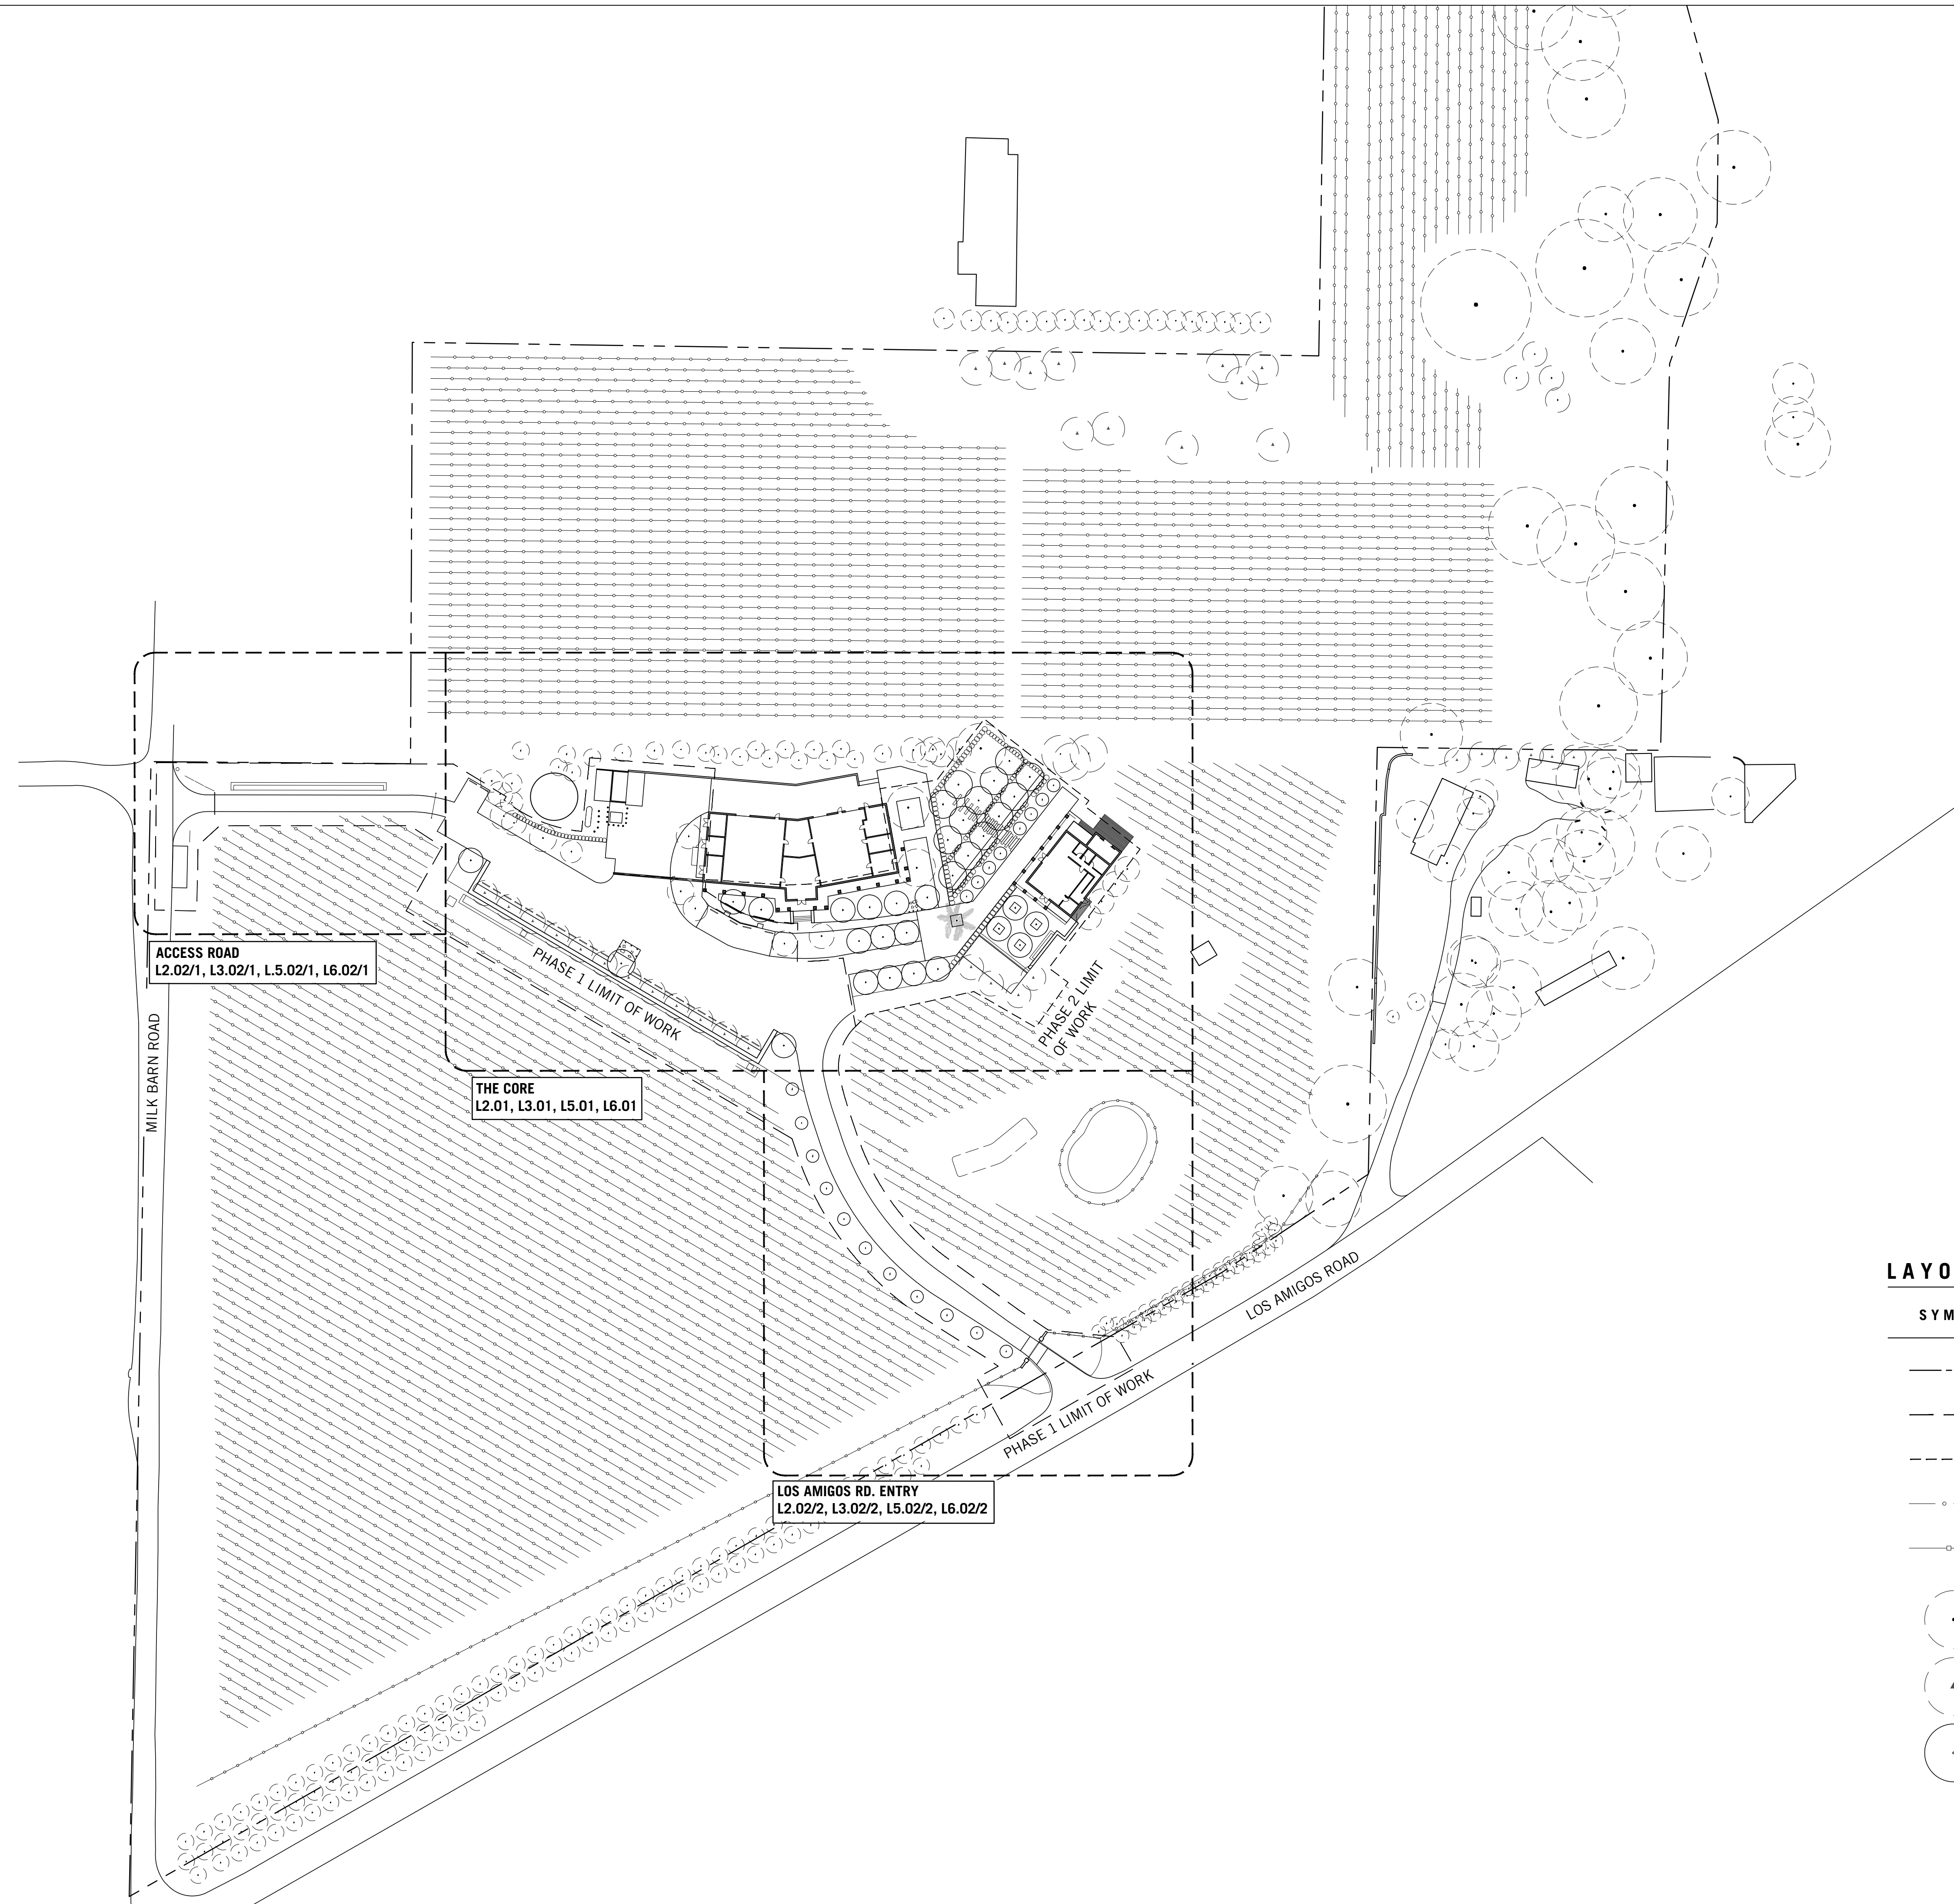 ACCESS ROAD
L2.02/1, L3.02/1, L.5.02/1, L6.02/1
MILK BARN ROAD
PHASE 1 LIMIT OF WORK
PHASE 2 LIMIT
OF WORK
THE CORE
L2.01, L3.01, L5.01, L6.01
LOS AMIGOS ROAD
LAYO
SYM
PHASE 1 LIMIT OF WORK
LOS AMIGOS RD. ENTRY
L2.02/2, L3.02/2, L5.02/2, L6.02/2